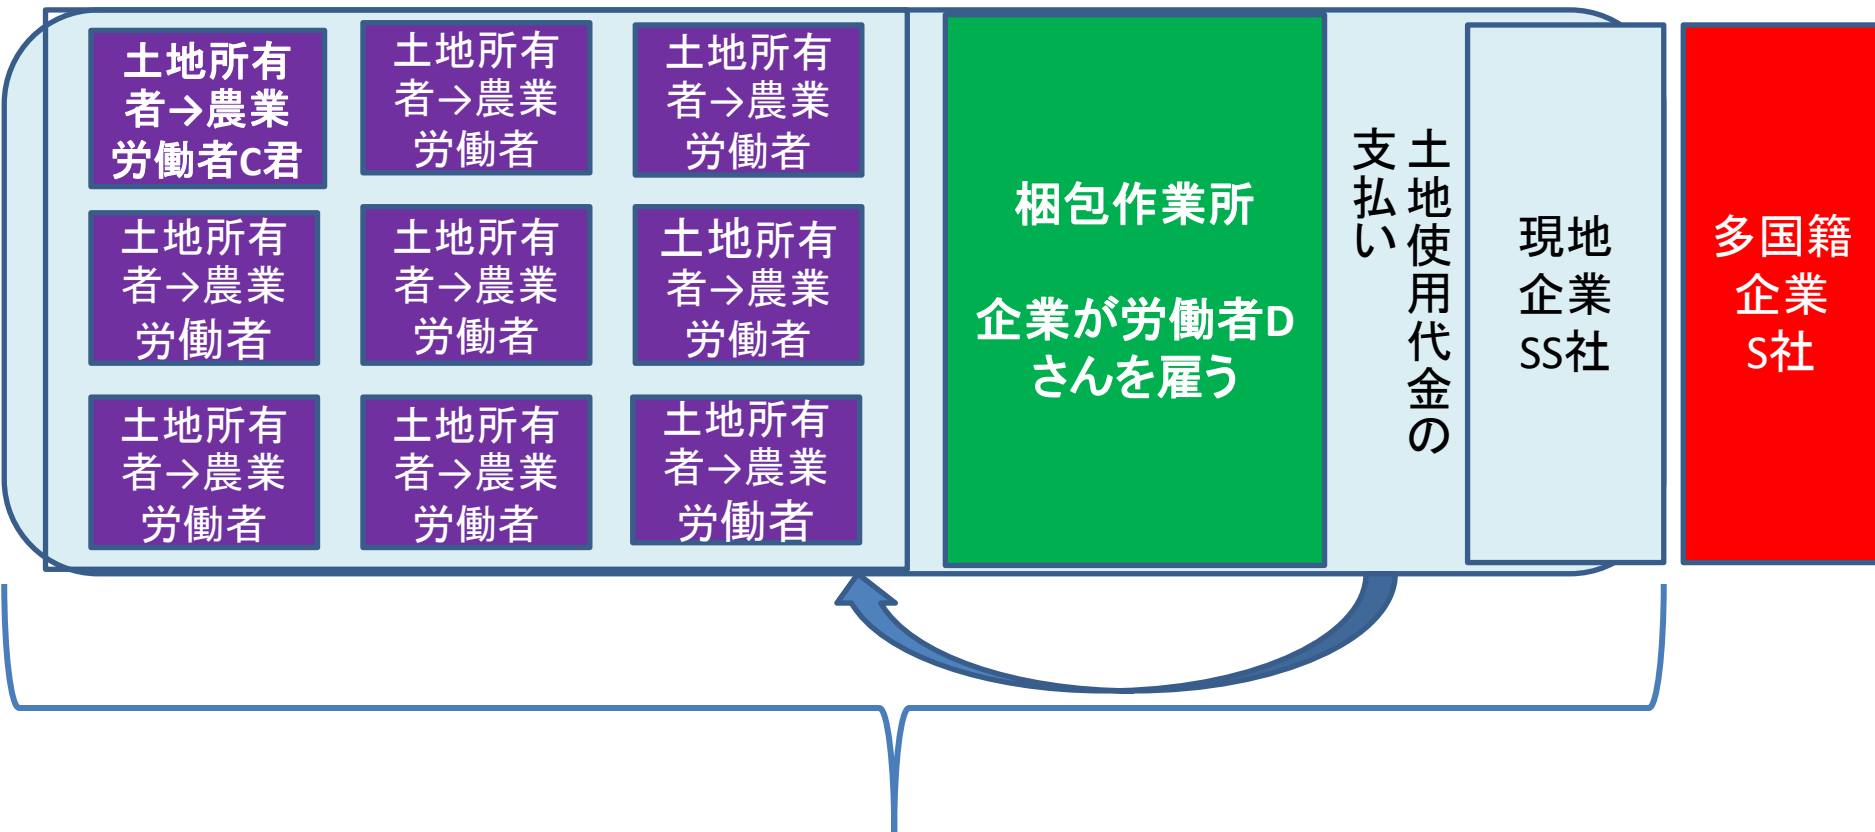 土地所有
者→農業
労働者C君
土地所有
者→農業
労働者
土地所有
者→農業
労働者
土地所有
者→農業
労働者
土地所有
者→農業
労働者
土地所有
者→農業
労働者
土地所有
者→農業
労働者
土地所有
者→農業
労働者
土地所有
者→農業
労働者
梱包作業所
企業が労働者D
さんを雇う
土地使用代金の
支払い
現地
企業
SS社
多国籍
企業
S社